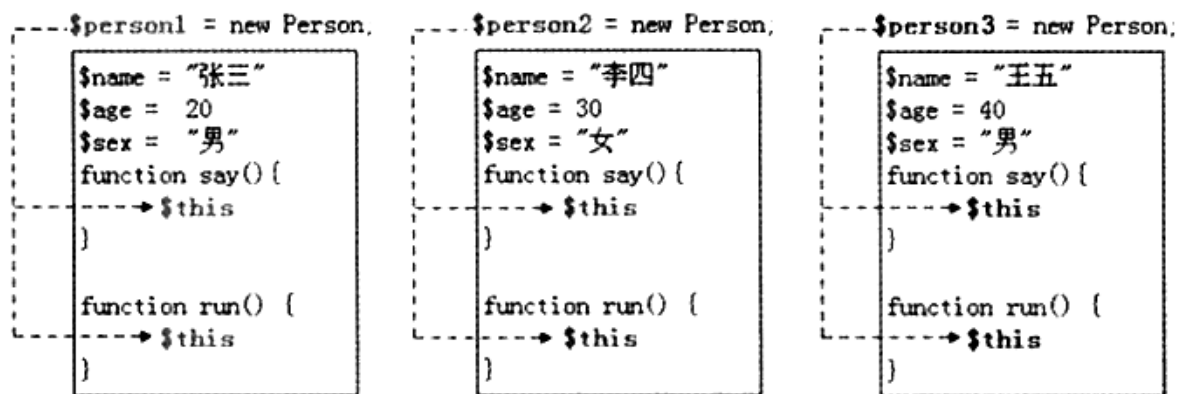 $person1 = new Person;
$name = "张三"
$age = 20
$sex = "男"
function say(){
$this
}
function run() {
$this
}
$person2 = new Person;
$name = "李四"
$age = 30
$sex = "女"
function say(){
$this
}
function run() {
$this
}
$person3 = new Person;
$name = "王五"
$age = 40
$sex = "男"
function say(){
$this
}
function run() {
$this
}